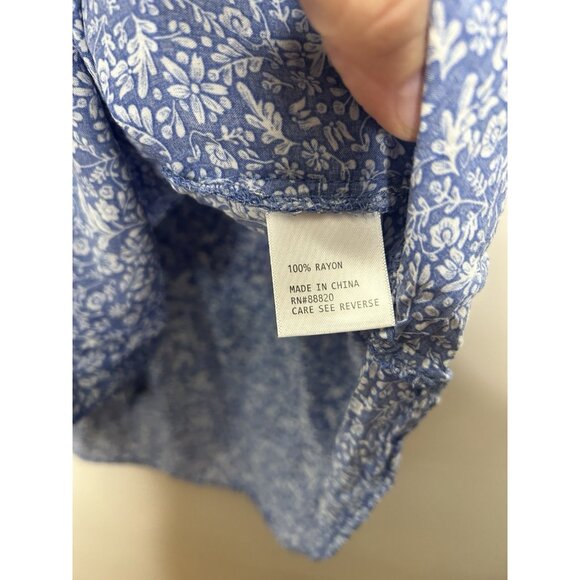 100% RAYON
MADE IN CHINA
RN#88820
CARE SEE REVERSE